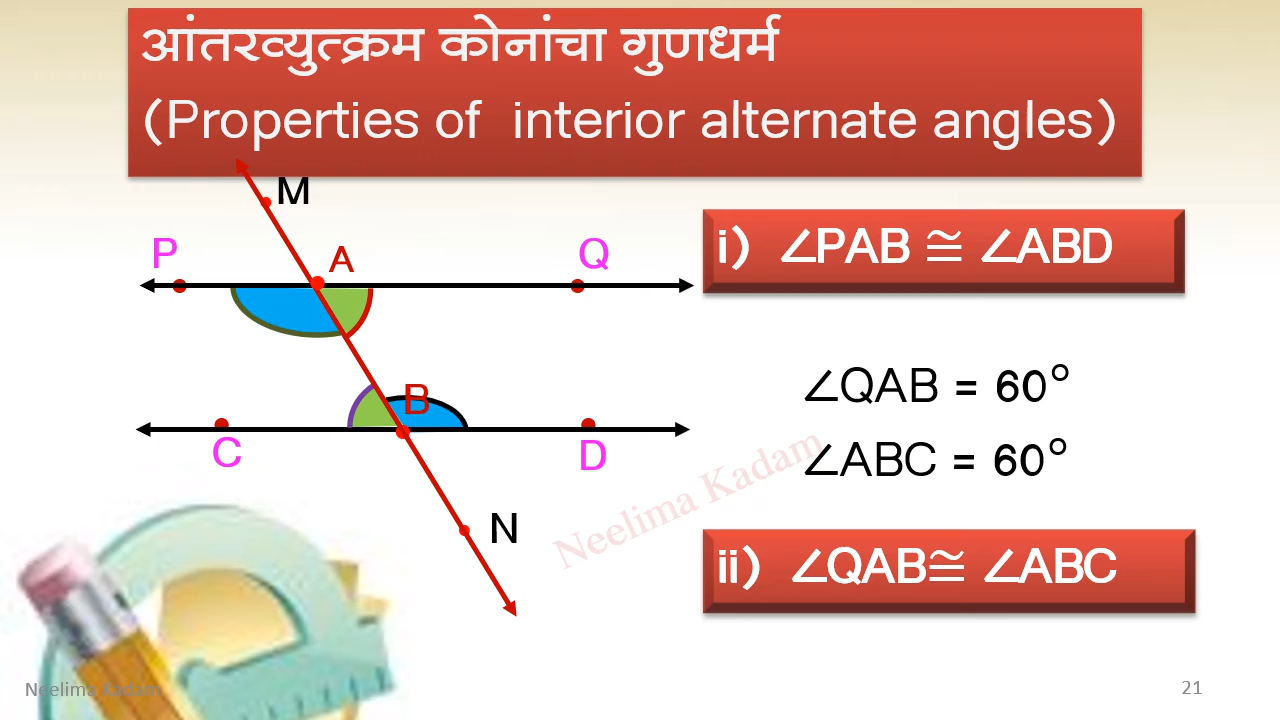 आंतरव्युत्क्रम कोनांचा गुणधर्म
(Properties of interior alternate angles)
M
P
A
Q
i) ∠PAB ≅ ∠ABD
∠QAB = 60°
B
C
D
∠ABC = 60°
Neelima Kadam
N
ii) ∠QAB≅ ∠ABC
Neelima Kadam
21